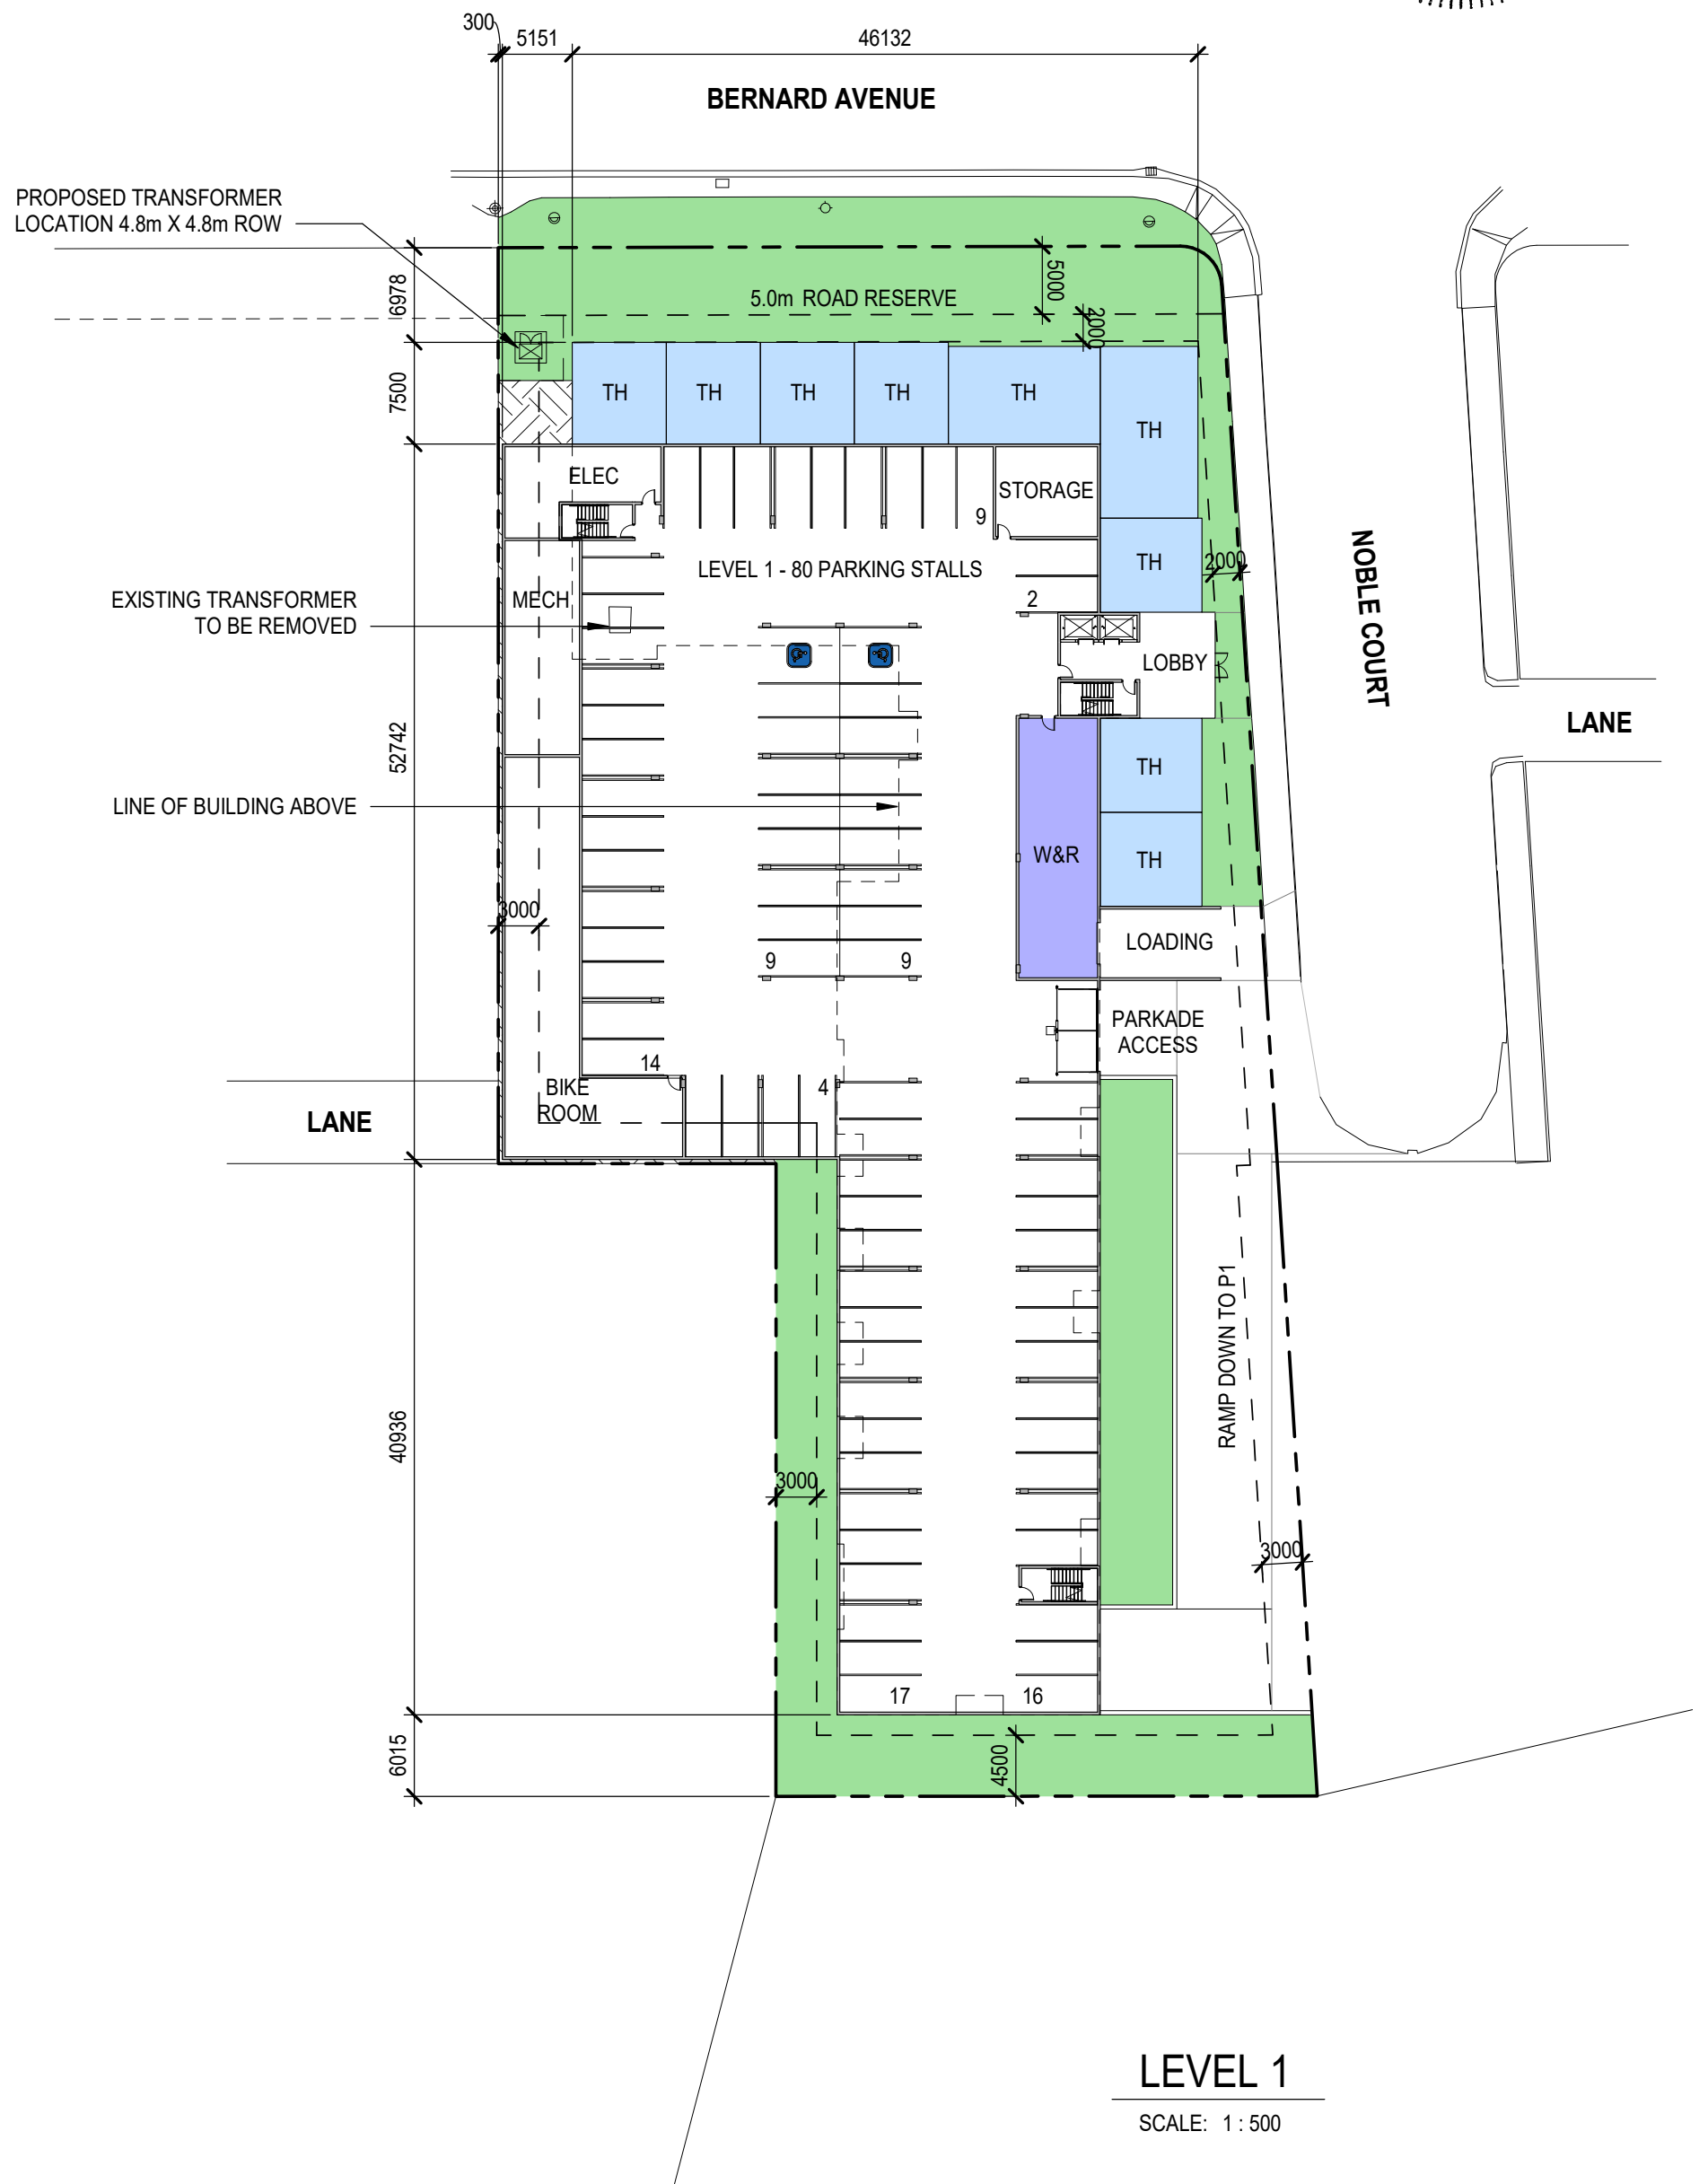 300
5151
46132
BERNARD AVENUE
PROPOSED TRANSFORMER
LOCATION 4.8m X 4.8m ROW
6978
5000
5.0m ROAD RESERVE
2000
7500
TH
TH
TH
TH
TH
TH
ELEC
STORAGE
9
NOBLE COURT
LEVEL 1 - 80 PARKING STALLS
TH
2000
EXISTING TRANSFORMER
TO BE REMOVED
MECH
2
LOBBY
LANE
52742
TH
LINE OF BUILDING ABOVE
W&R
TH
3000
LOADING
9
9
PARKADE
ACCESS
14
4
BIKE
ROOM
LANE
RAMP DOWN TO P1
40936
3000
3000
17
16
6015
4500
LEVEL 1
SCALE: 1 : 500